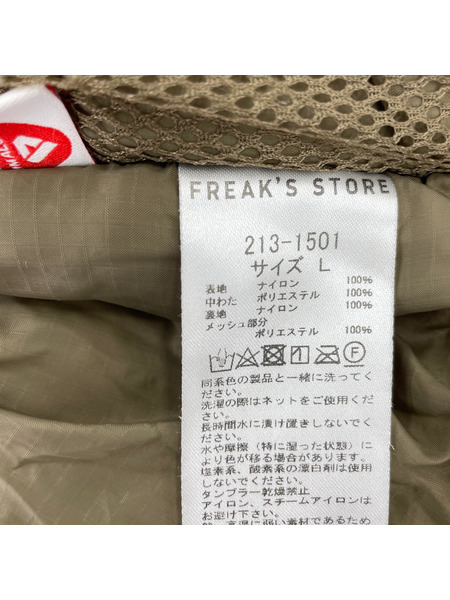 FREAK'S STORE
213-1501
サイズ L
表地 ナイロン 100%
中わた ポリエステル 100%
裏地 ナイロン 100%
メッシュ部分
ポリエステル 100%
F
同系色の製品と一緒に洗ってく
ださい。
洗濯の際はネットをご使用くだ
さい。
長時間水に漬け置きしないでく
ださい。
水や摩擦（特に湿った状態）に
より色が移る場合があります。
塩素系、酸素系の漂白剤は使用
しないでください。
タンブラー乾燥禁止
アイロン、スチームアイロンは
お避け下さい。